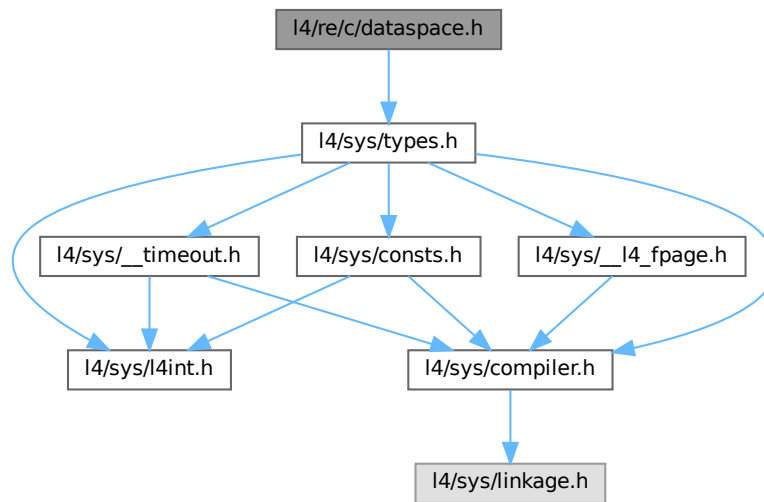 l4/re/c/dataspace.h
l4/sys/types.h
l4/sys/__timeout.h
l4/sys/consts.h
l4/sys/__l4_fpage.h
l4/sys/l4int.h
l4/sys/compiler.h
l4/sys/linkage.h